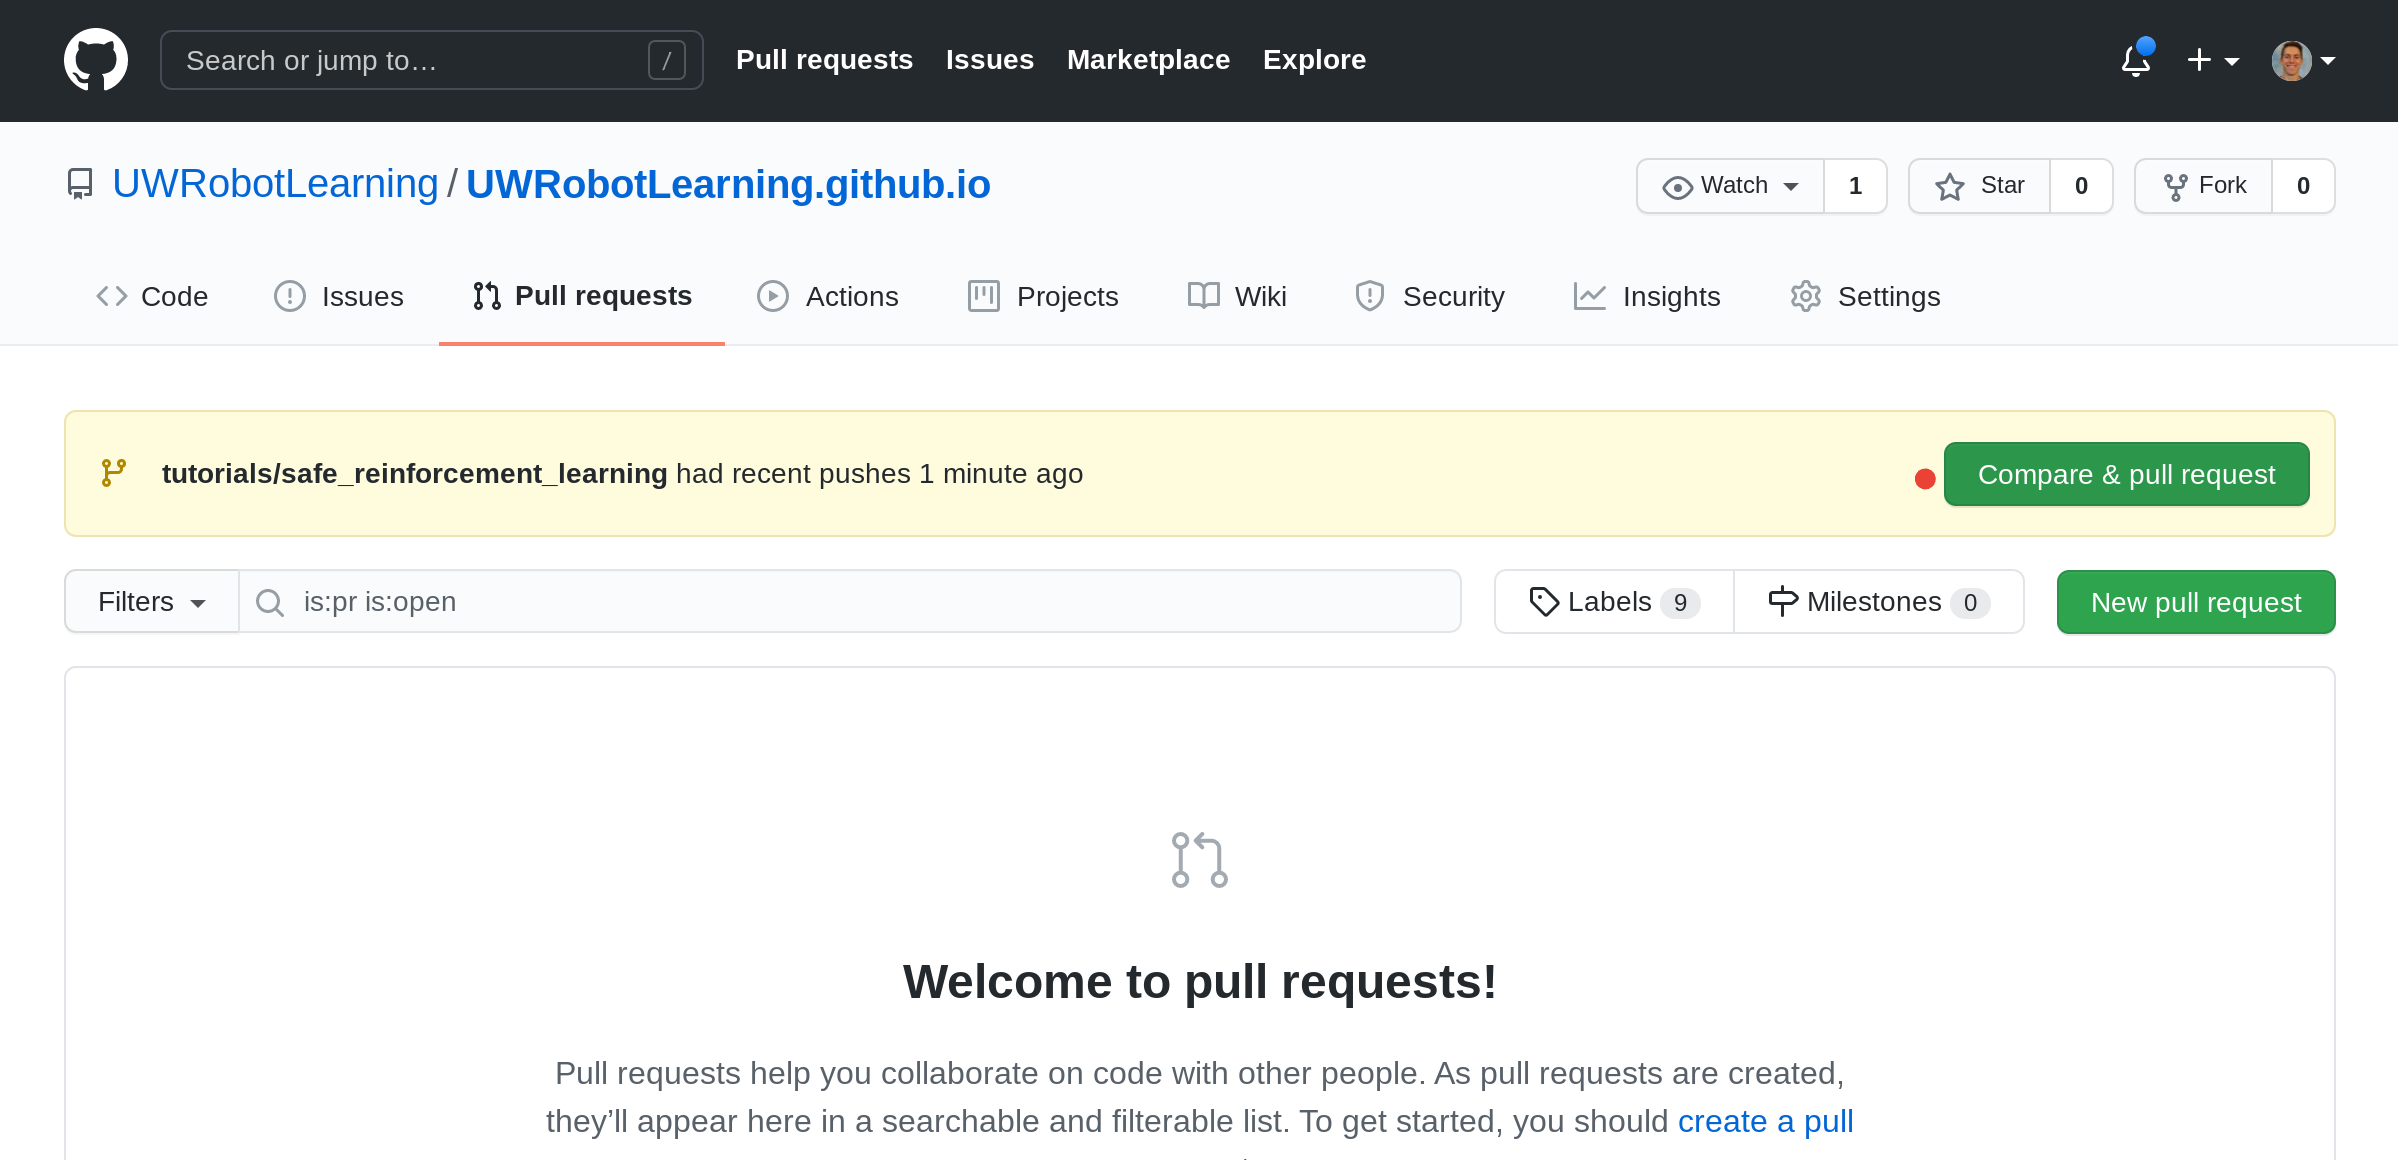 Search or jump to… / Pull requests Issues Marketplace Explore
UWRobotLearning / UWRobotLearning.github.io Watch 1 Star 0 Fork 0
Code Issues Pull requests Actions Projects Wiki Security Insights Settings
tutorials/safe_reinforcement_learning had recent pushes 1 minute ago Compare & pull request
Filters is:pr is:open Labels 9 Milestones 0 New pull request
Welcome to pull requests!
Pull requests help you collaborate on code with other people. As pull requests are created,
they’ll appear here in a searchable and filterable list. To get started, you should create a pull